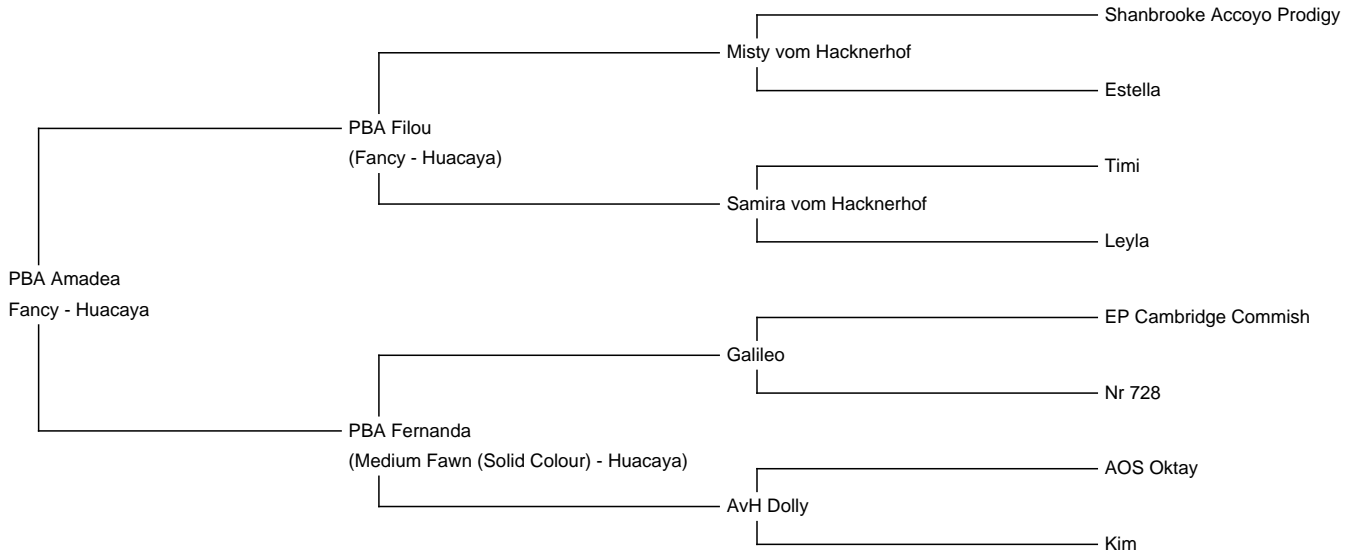 Shanbrooke Accoyo Prodigy
Misty vom Hacknerhof
Estella
PBA Filou
(Fancy - Huacaya)
Timi
Samira vom Hacknerhof
Leyla
PBA Amadea
Fancy - Huacaya
EP Cambridge Commish
Galileo
Nr 728
PBA Fernanda
(Medium Fawn (Solid Colour) - Huacaya)
AOS Oktay
AvH Dolly
Kim